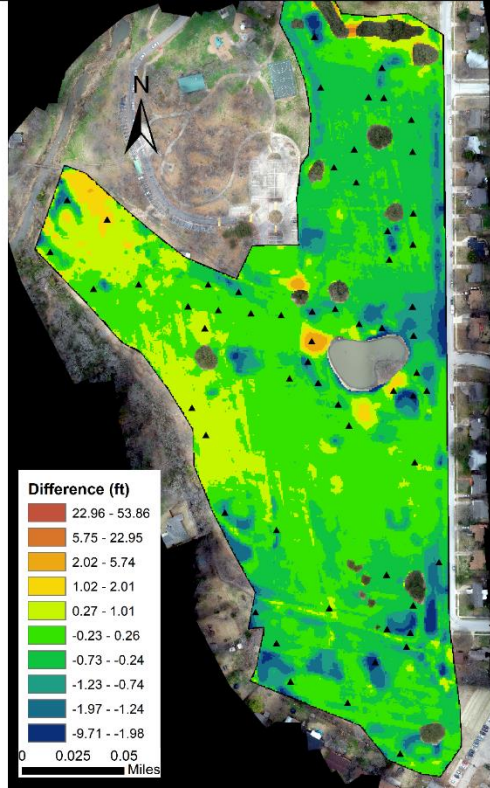 N
Difference (ft)
22.96 - 53.86
5.75 - 22.95
2.02 - 5.74
1.02 - 2.01
0.27 - 1.01
-0.23 - 0.26
-0.73 - -0.24
-1.23 - -0.74
-1.97 - -1.24
-9.71 - -1.98
0 0.025 0.05
Miles